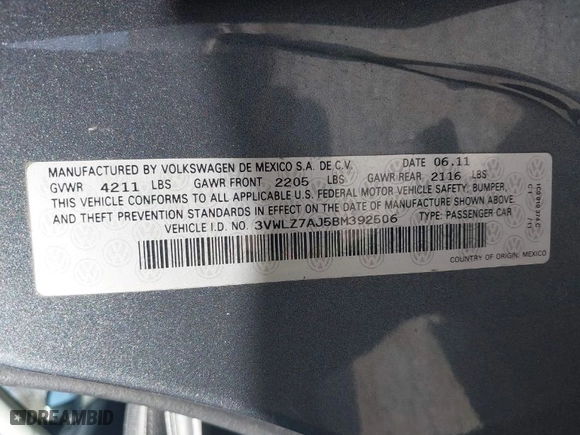 MANUFACTURED BY VOLKSWAGEN DE MEXICO S.A. DE C.V. DATE 06.11
GVWR 4211 LBS GAWR FRONT 2205 LBS GAWR REAR 2116 LBS
THIS VEHICLE CONFORMS TO ALL APPLICABLE U.S. FEDERAL MOTOR VEHICLE SAFETY, BUMPER,
AND THEFT PREVENTION STANDARDS IN EFFECT ON THE DATE OF MANUFACTURE SHOWN ABOVE.
VEHICLE I.D. NO. 3VWLZ7AJ5BM392506 TYPE: PASSENGER CAR
COUNTRY OF ORIGIN: MEXICO
DREAMBID